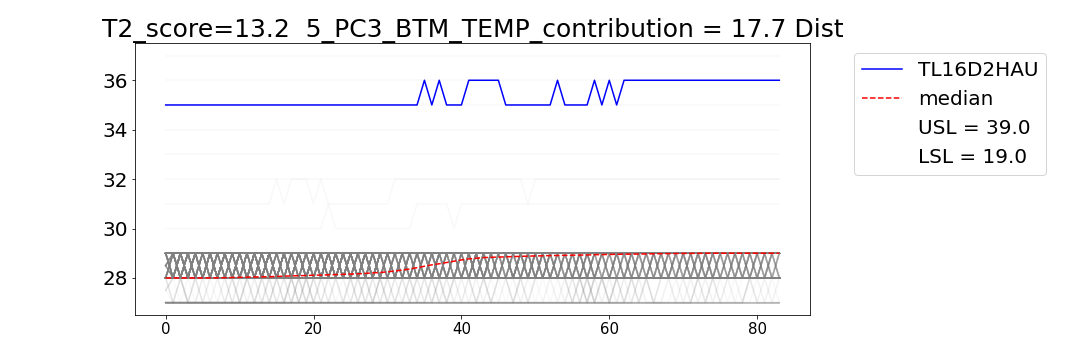 T2_score=13.2  5_PC3_BTM_TEMP_contribution = 17.7 Dist
36
34
32
30
28
0
20
40
60
80
TL16D2HAU
median
USL = 39.0
LSL = 19.0